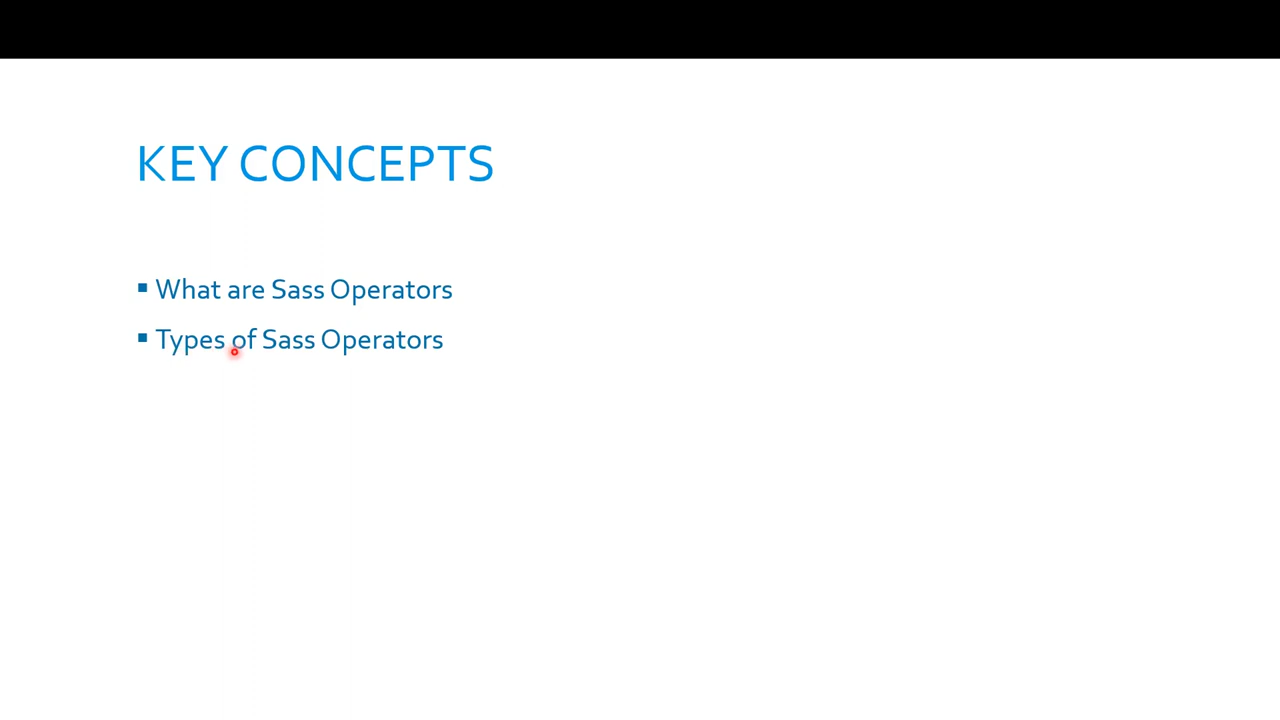 KEY CONCEPTS
▪ What are Sass Operators
▪ Types of Sass Operators